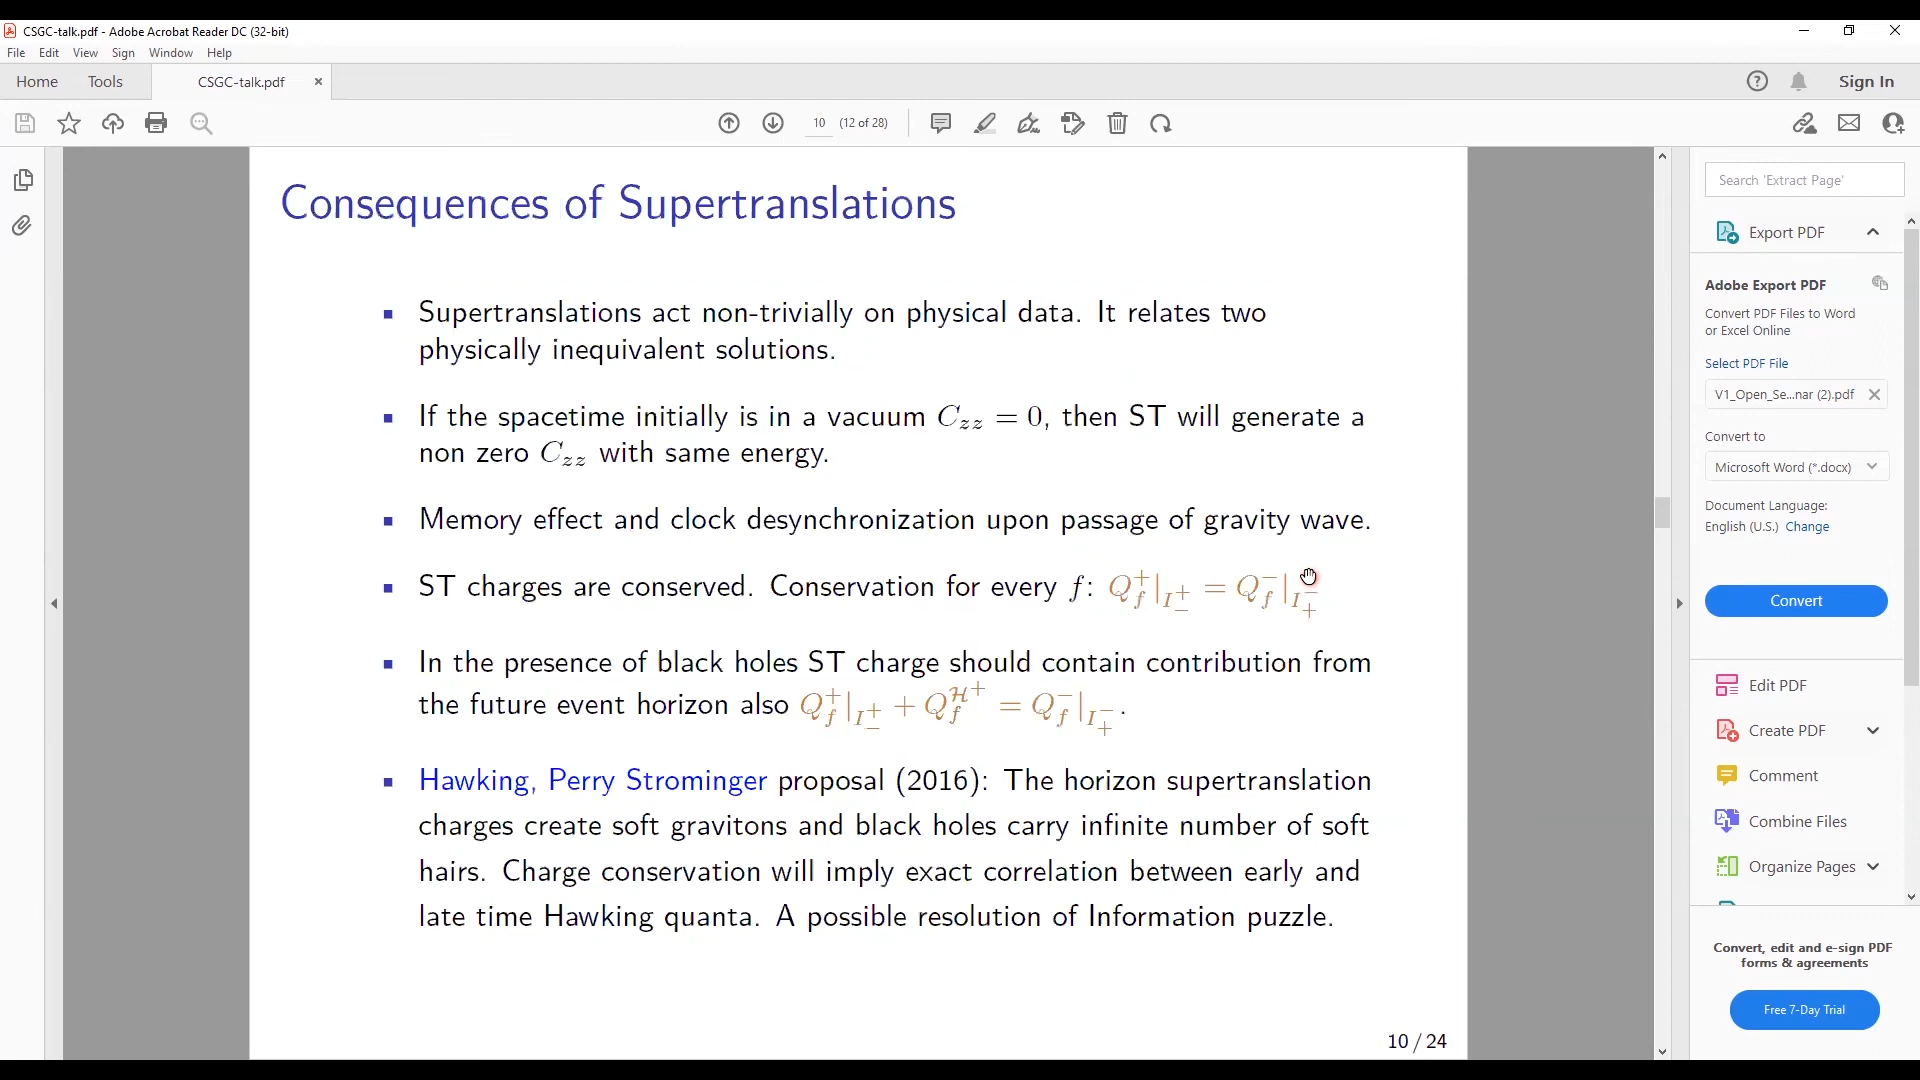 CSGC-talk.pdf - Adobe Acrobat Reader DC (32-bit)
File Edit View Sign Window Help
Home Tools CSGC-talk.pdf × Sign In
10 (12 of 28)
Consequences of Supertranslations
▪ Supertranslations act non-trivially on physical data. It relates two
physically inequivalent solutions.
▪ If the spacetime initially is in a vacuum $C_{zz} = 0$, then ST will generate a
non zero $C_{zz}$ with same energy.
▪ Memory effect and clock desynchronization upon passage of gravity wave.
▪ ST charges are conserved. Conservation for every $f$: $Q_f^+|_{I_-^+} = Q_f^-|_{I_+^-}$
▪ In the presence of black holes ST charge should contain contribution from
the future event horizon also $Q_f^+|_{I_-^+} + Q_f^{\mathcal{H}^+} = Q_f^-|_{I_+^-}$.
▪ Hawking, Perry Strominger proposal (2016): The horizon supertranslation
charges create soft gravitons and black holes carry infinite number of soft
hairs. Charge conservation will imply exact correlation between early and
late time Hawking quanta. A possible resolution of Information puzzle.
10 / 24
Search 'Extract Page'
Export PDF
Adobe Export PDF
Convert PDF Files to Word
or Excel Online
Select PDF File
V1_Open_Se...nar (2).pdf
Convert to
Microsoft Word (*.docx)
Document Language:
English (U.S.) Change
Convert
Edit PDF
Create PDF
Comment
Combine Files
Organize Pages
Convert, edit and e-sign PDF
forms & agreements
Free 7-Day Trial